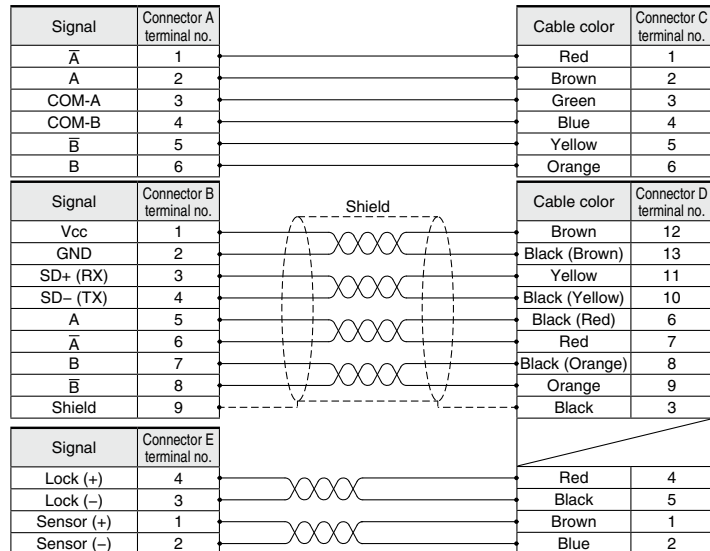 Signal Connector A terminal no. Cable color Connector C terminal no.
A̅ 1 Red 1
A 2 Brown 2
COM-A 3 Green 3
COM-B 4 Blue 4
B̅ 5 Yellow 5
B 6 Orange 6
Signal Connector B terminal no. Shield Cable color Connector D terminal no.
Vcc 1 Brown 12
GND 2 Black (Brown) 13
SD+ (RX) 3 Yellow 11
SD− (TX) 4 Black (Yellow) 10
A 5 Black (Red) 6
A̅ 6 Red 7
B 7 Black (Orange) 8
B̅ 8 Orange 9
Shield 9 Black 3
Signal Connector E terminal no.
Lock (+) 4 Red 4
Lock (−) 3 Black 5
Sensor (+) 1 Brown 1
Sensor (−) 2 Blue 2